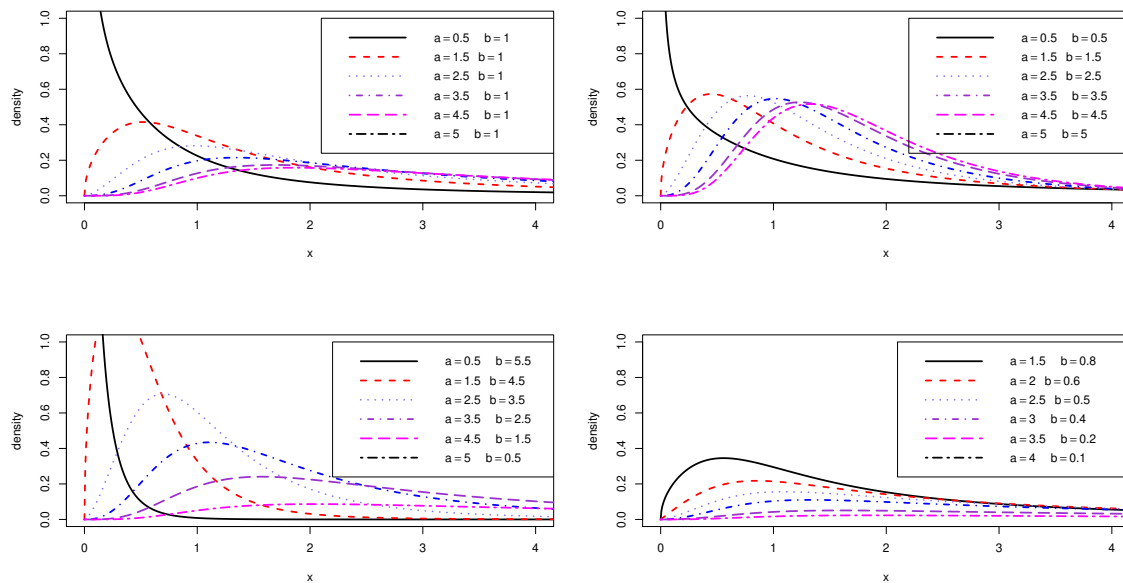 density
0.0 0.2 0.4 0.6 0.8 1.0
a = 0.5 b = 1
a = 1.5 b = 1
a = 2.5 b = 1
a = 3.5 b = 1
a = 4.5 b = 1
a = 5 b = 1
0 1 2 3 4
x
density
0.0 0.2 0.4 0.6 0.8 1.0
a = 0.5 b = 0.5
a = 1.5 b = 1.5
a = 2.5 b = 2.5
a = 3.5 b = 3.5
a = 4.5 b = 4.5
a = 5 b = 5
0 1 2 3 4
x
density
0.0 0.2 0.4 0.6 0.8 1.0
a = 0.5 b = 5.5
a = 1.5 b = 4.5
a = 2.5 b = 3.5
a = 3.5 b = 2.5
a = 4.5 b = 1.5
a = 5 b = 0.5
0 1 2 3 4
x
density
0.0 0.2 0.4 0.6 0.8 1.0
a = 1.5 b = 0.8
a = 2 b = 0.6
a = 2.5 b = 0.5
a = 3 b = 0.4
a = 3.5 b = 0.2
a = 4 b = 0.1
0 1 2 3 4
x